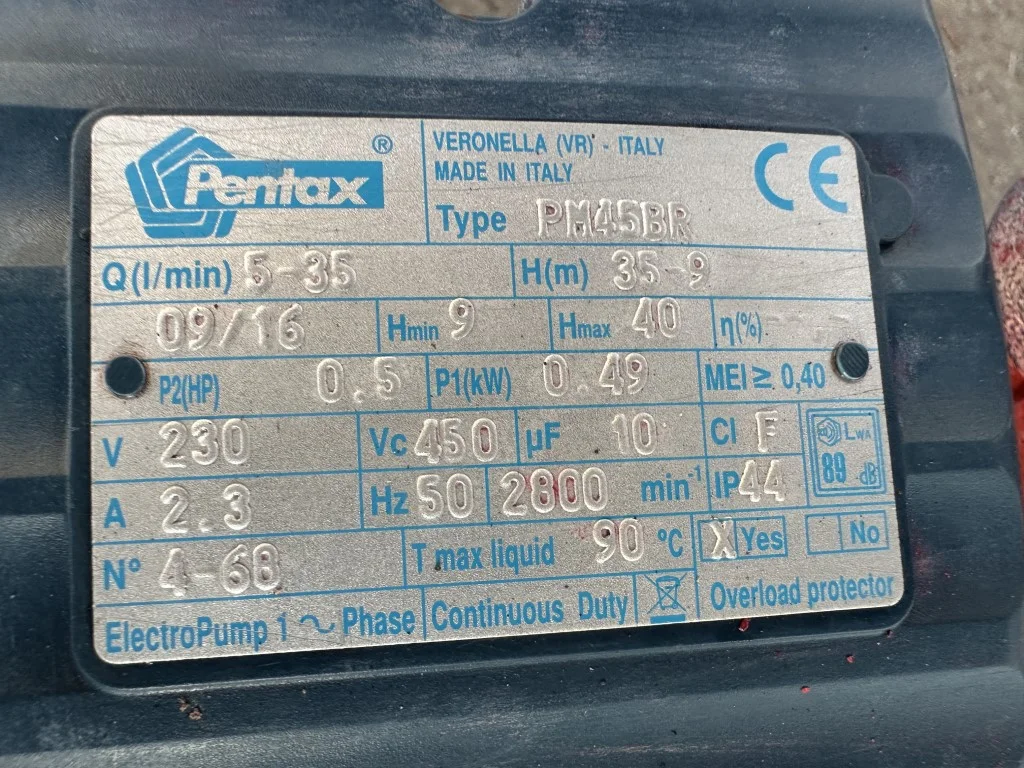 Pentax ®
VERONELLA (VR) - ITALY
MADE IN ITALY
Type PM45BR
CE
Q(l/min) 5-35 H(m) 35-9
09/16 Hmin 9 Hmax 40 η(%) - - -
P2(HP) 0.5 P1(kW) 0.49 MEI ≥ 0,40
V 230 Vc 450 µF 10 Cl F
LWA
89 dB
A 2.3 Hz 50 2800 min⁻¹ IP44
N° 4-68 T max liquid 90 °C X Yes No
ElectroPump 1 ~ Phase Continuous Duty Overload protector